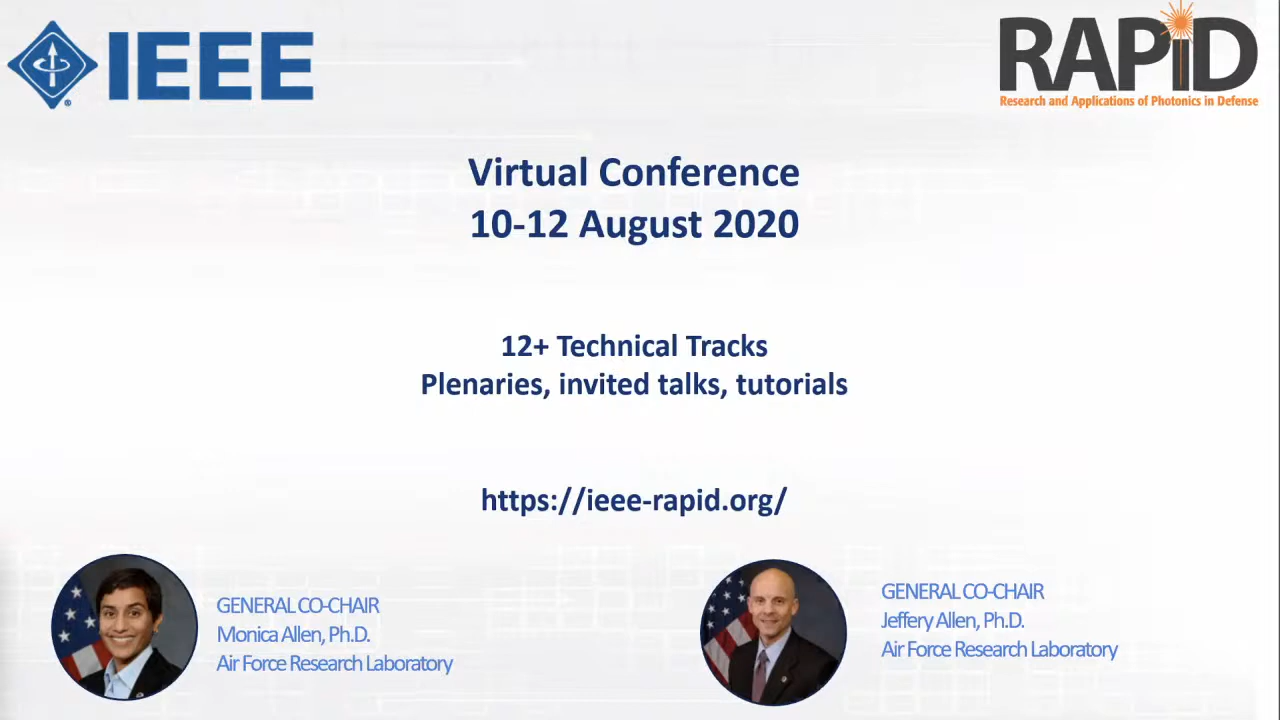 IEEE
RAPiD
Research and Applications of Photonics in Defense
Virtual Conference
10-12 August 2020
12+ Technical Tracks
Plenaries, invited talks, tutorials
https://ieee-rapid.org/
GENERAL CO-CHAIR
Monica Allen, Ph.D.
Air Force Research Laboratory
GENERAL CO-CHAIR
Jeffery Allen, Ph.D.
Air Force Research Laboratory